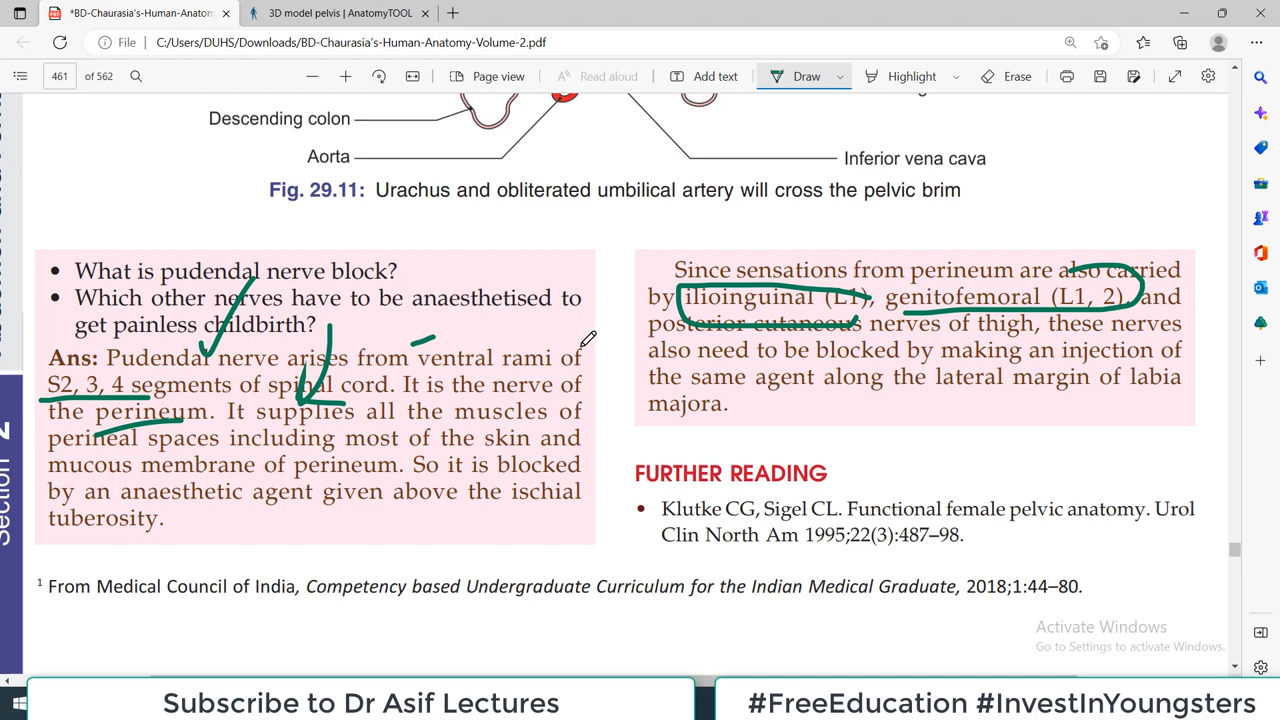 *BD-Chaurasia's-Human-Anatom
3D model pelvis | AnatomyTOOL
File
C:/Users/DUHS/Downloads/BD-Chaurasia's-Human-Anatomy-Volume-2.pdf
461 of 562
Page view
Read aloud
Add text
Draw
Highlight
Erase
Descending colon
Aorta
Inferior vena cava
Fig. 29.11: Urachus and obliterated umbilical artery will cross the pelvic brim
• What is pudendal nerve block?
• Which other nerves have to be anaesthetised to
get painless childbirth?
Ans: Pudendal nerve arises from ventral rami of
S2, 3, 4 segments of spinal cord. It is the nerve of
the perineum. It supplies all the muscles of
perineal spaces including most of the skin and
mucous membrane of perineum. So it is blocked
by an anaesthetic agent given above the ischial
tuberosity.
Since sensations from perineum are also carried
by ilioinguinal (L1), genitofemoral (L1, 2), and
posterior cutaneous nerves of thigh, these nerves
also need to be blocked by making an injection
of the same agent along the lateral margin of labia
majora.
FURTHER READING
• Klutke CG, Sigel CL. Functional female pelvic anatomy. Urol
Clin North Am 1995;22(3):487–98.
Section 2
1 From Medical Council of India, Competency based Undergraduate Curriculum for the Indian Medical Graduate, 2018;1:44–80.
Activate Windows
Go to Settings to activate Windows.
Subscribe to Dr Asif Lectures
#FreeEducation #InvestInYoungsters